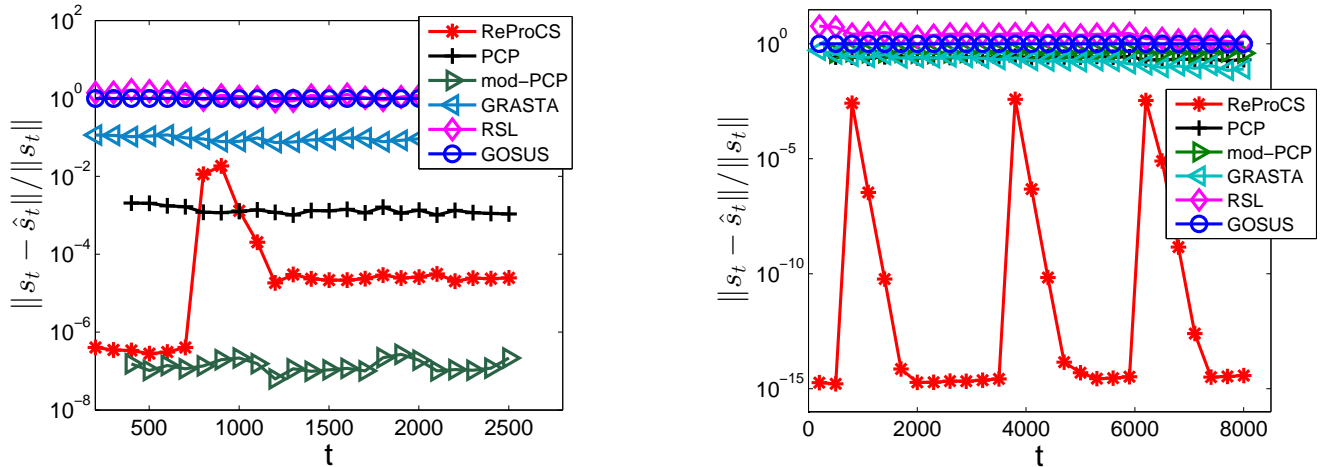 10^2
10^0
10^-2
10^-4
10^-6
10^-8
500
1000
1500
2000
2500
t
||s_t − ŝ_t||/||s_t||
ReProCS
PCP
mod−PCP
GRASTA
RSL
GOSUS
10^0
10^-5
10^-10
10^-15
0
2000
4000
6000
8000
t
||s_t − ŝ_t||/||s_t||
ReProCS
PCP
mod−PCP
GRASTA
RSL
GOSUS